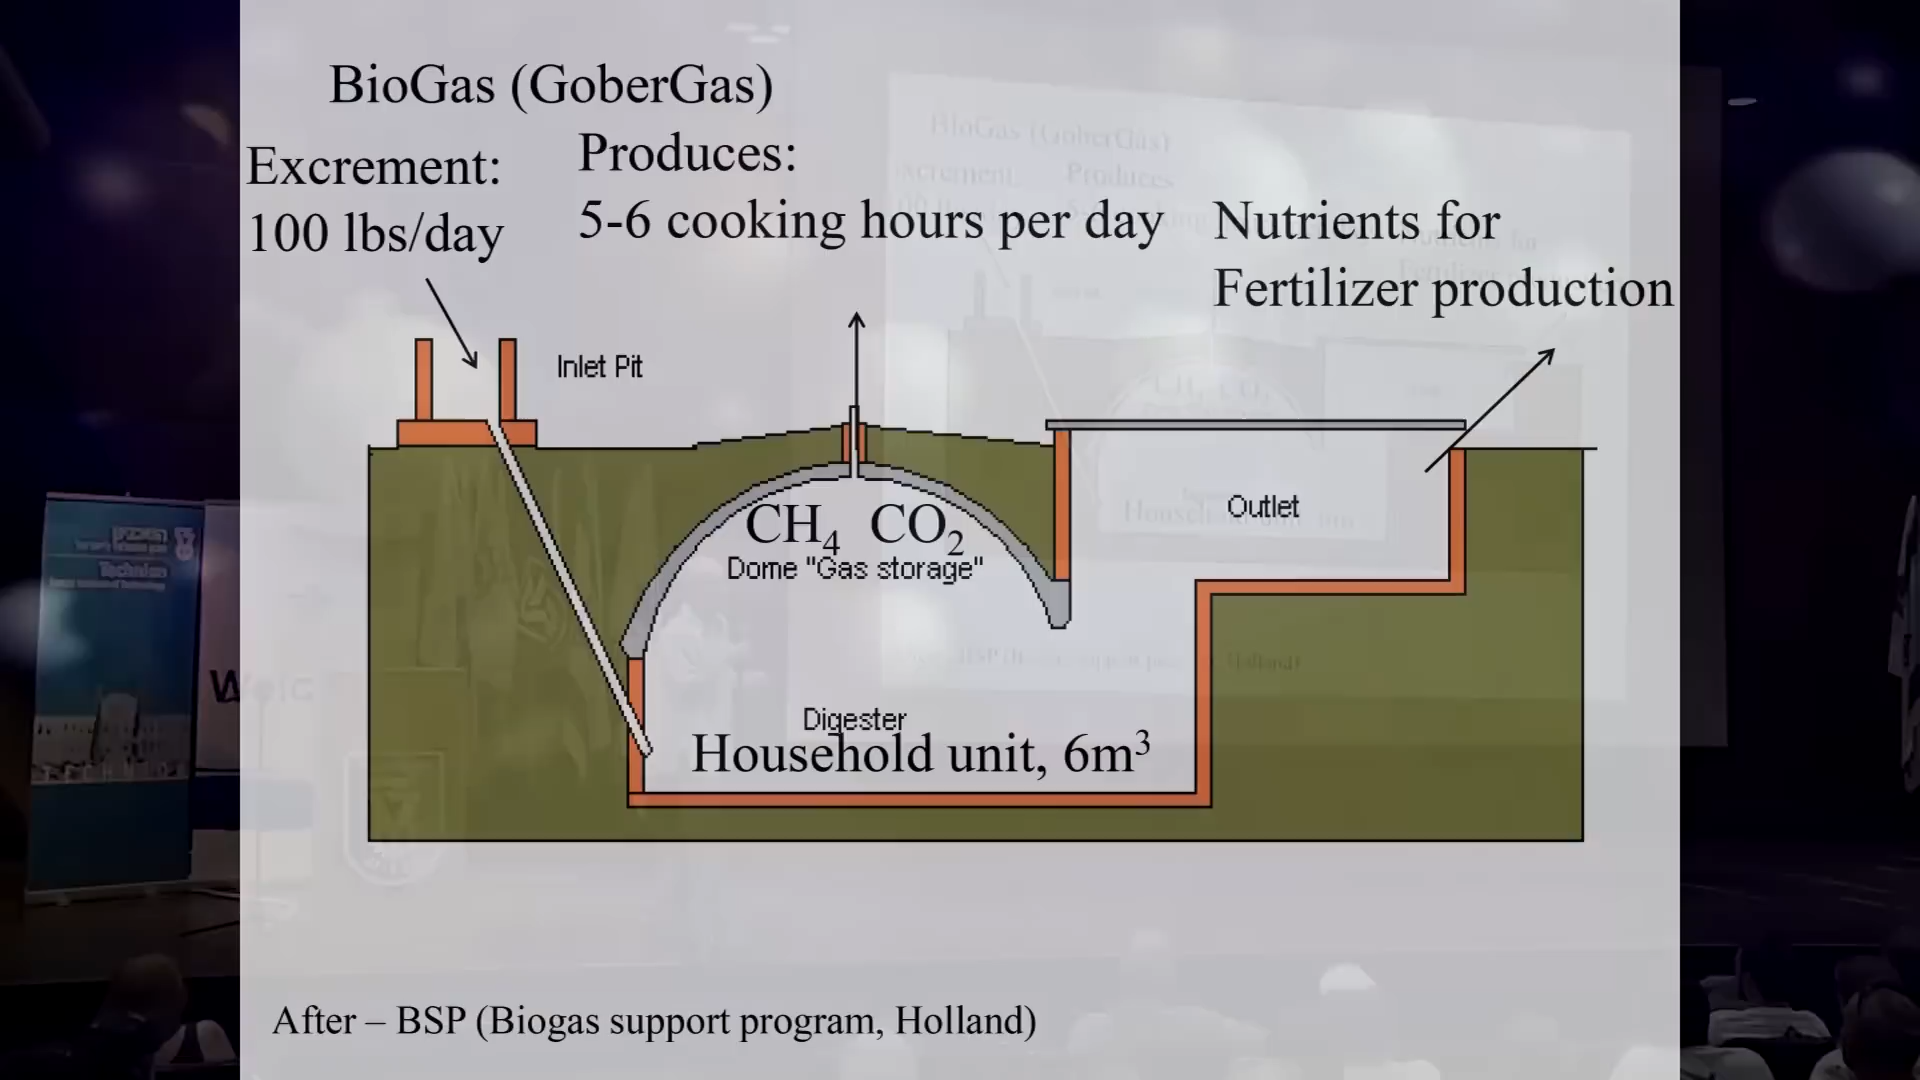 BioGas (GoberGas)
Excrement:
100 lbs/day
Produces:
5-6 cooking hours per day
Nutrients for
Fertilizer production
Inlet Pit
CH4 CO2
Dome "Gas storage"
Outlet
Digester
Household unit, 6m³
After – BSP (Biogas support program, Holland)
Technion